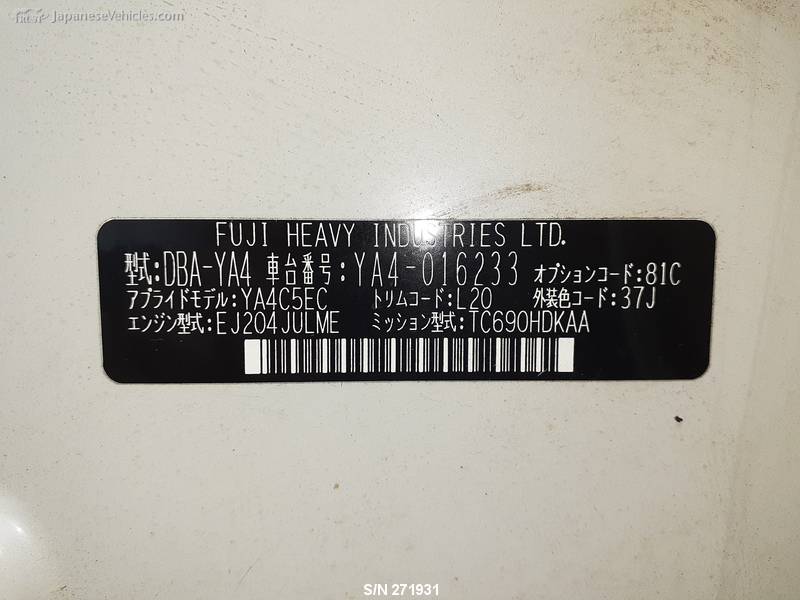 JapaneseVehicles.com
FUJI HEAVY INDUSTRIES LTD.
型式:DBA-YA4 車台番号:YA4-016233 オプションコード:81C
アプライドモデル:YA4C5EC トリムコード:L20 外装色コード:37J
エンジン型式:EJ204JULME ミッション型式:TC690HDKAA
S/N 271931